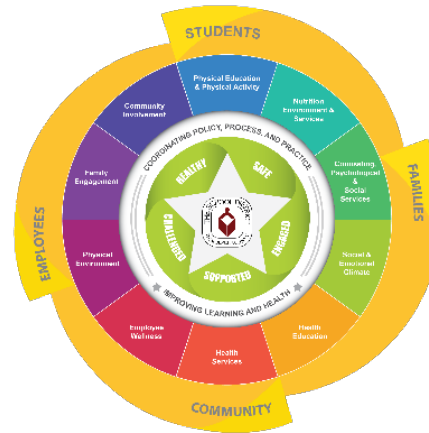 STUDENTS
Physical Education
& Physical Activity
Nutrition
Environment &
Services
Counseling,
Psychological
& Social
Services
Social &
Emotional
Climate
Health
Education
Health
Services
Employee
Wellness
Physical
Environment
Family
Engagement
Community
Involvement
COORDINATING POLICY, PROCESS, AND PRACTICE
HEALTHY
SAFE
ENGAGED
SUPPORTED
CHALLENGED
IMPROVING LEARNING AND HEALTH
FAMILIES
COMMUNITY
EMPLOYEES